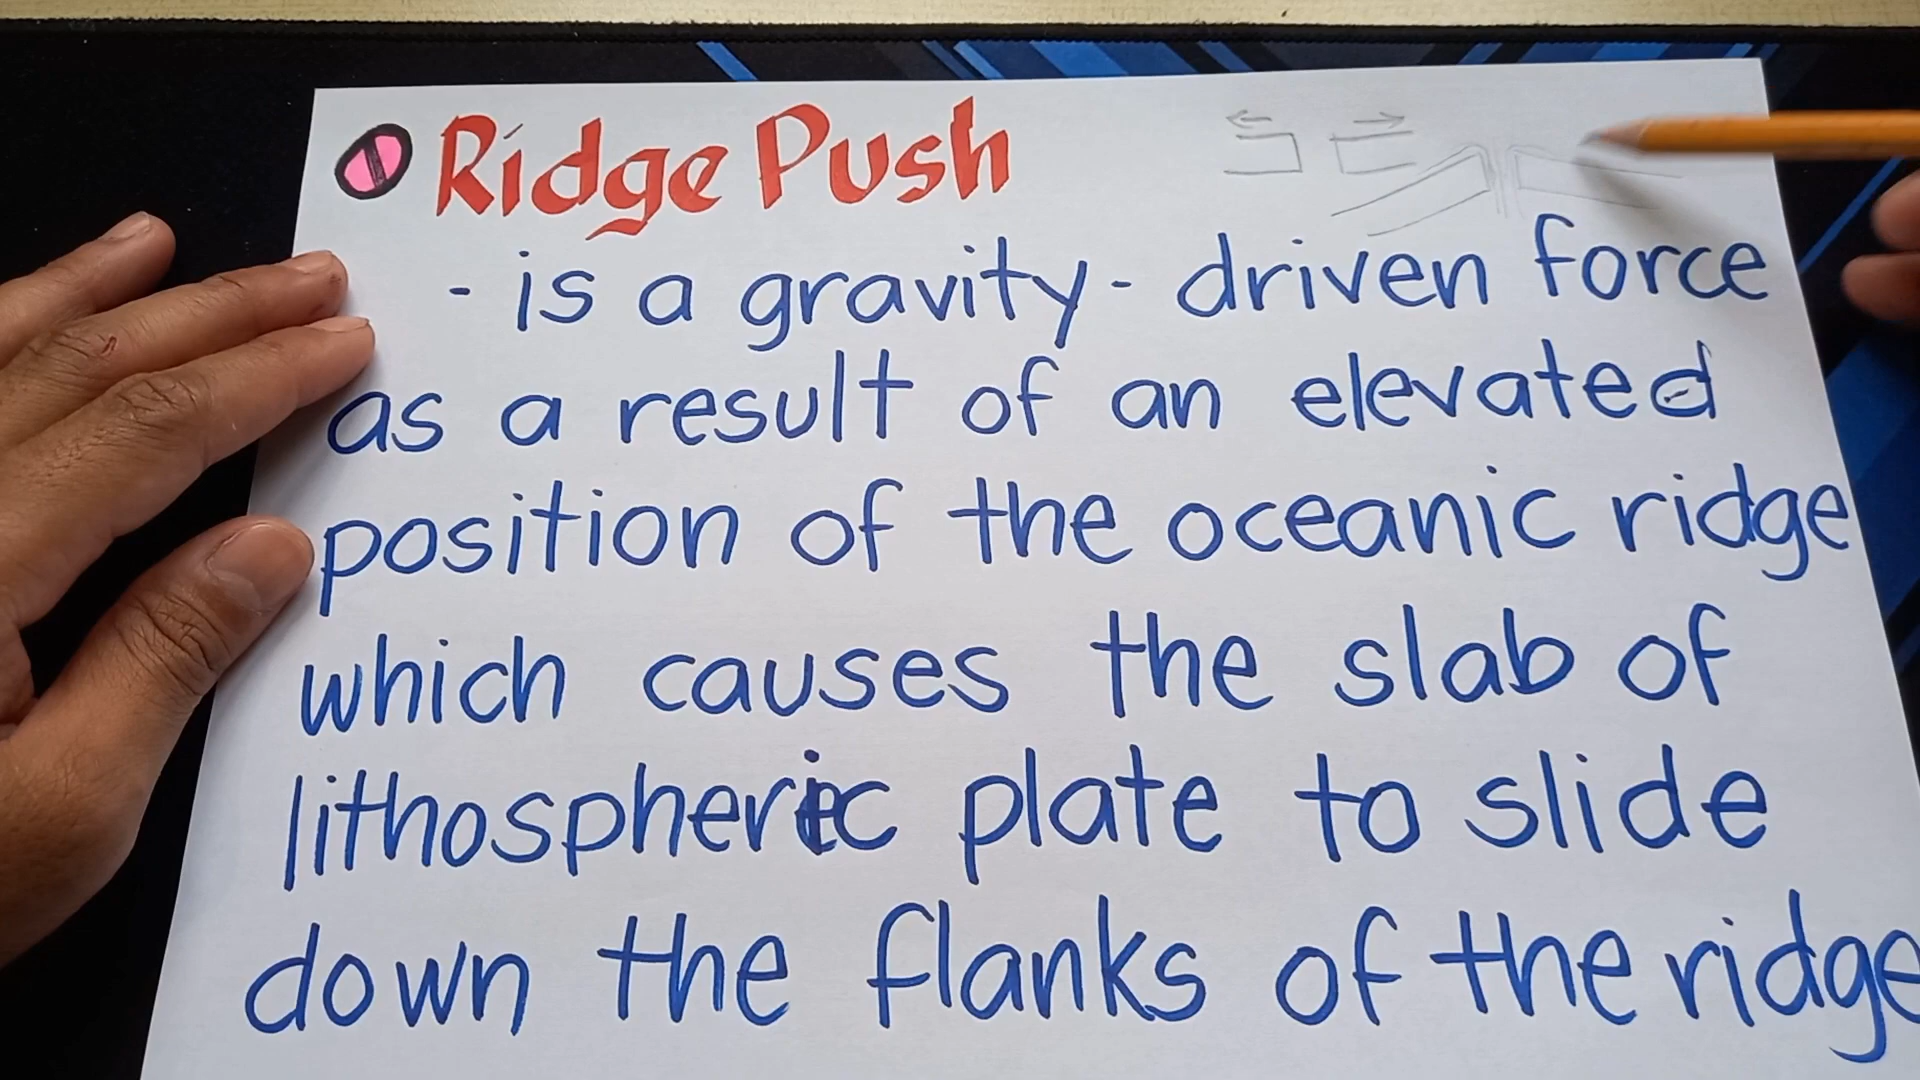 Ridge Push
- is a gravity-driven force
as a result of an elevated
position of the oceanic ridge
which causes the slab of
lithospheric plate to slide
down the flanks of the ridge